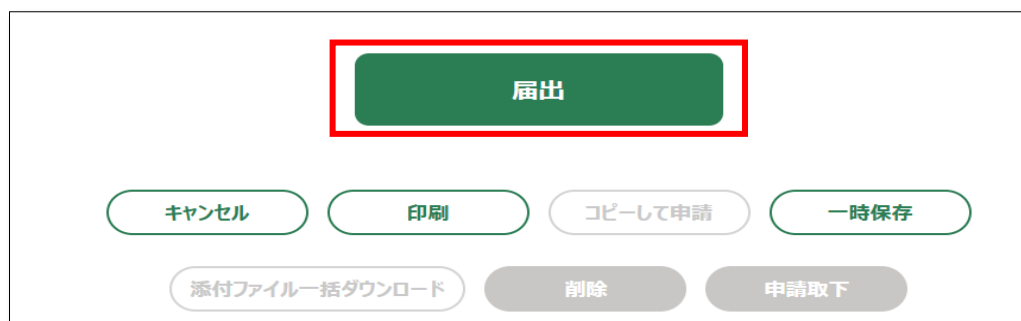 届出
キャンセル 印刷 コピーして申請 一時保存
添付ファイル一括ダウンロード 削除 申請取下